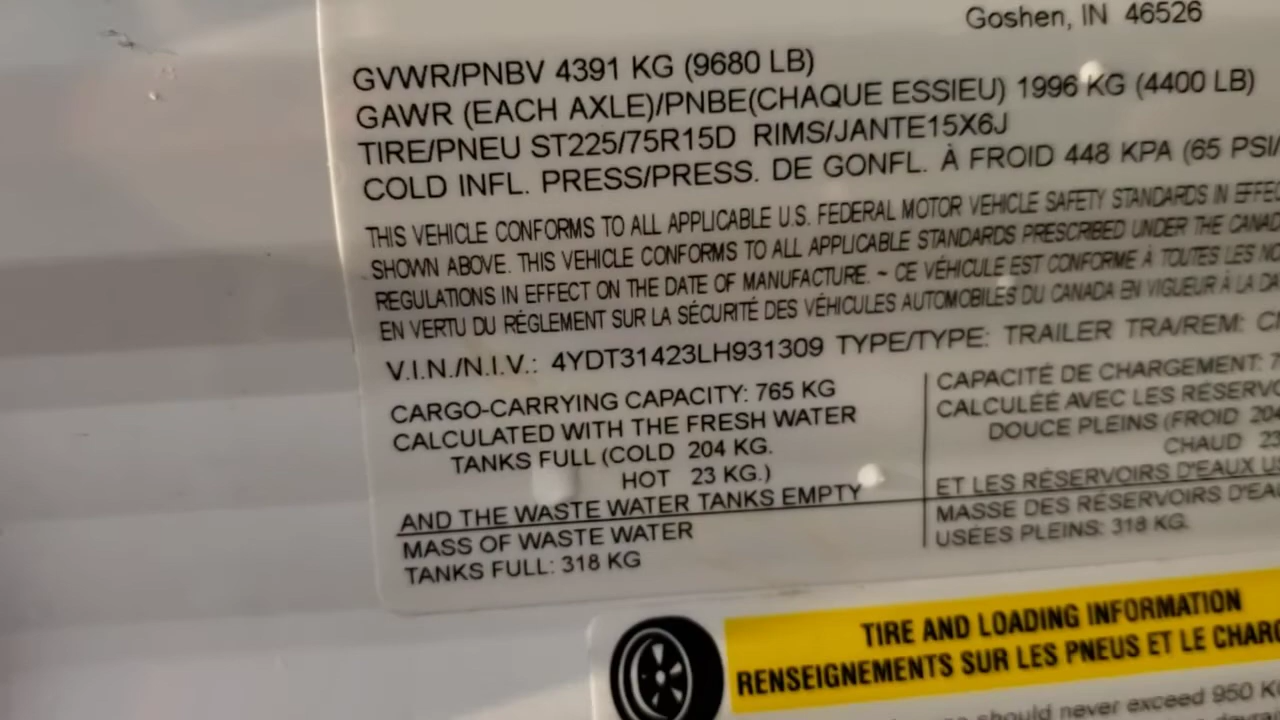 Goshen, IN 46526
GVWR/PNBV 4391 KG (9680 LB)
GAWR (EACH AXLE)/PNBE(CHAQUE ESSIEU) 1996 KG (4400 LB)
TIRE/PNEU ST225/75R15D RIMS/JANTE15X6J
COLD INFL. PRESS/PRESS. DE GONFL. À FROID 448 KPA (65 PSI/
THIS VEHICLE CONFORMS TO ALL APPLICABLE U.S. FEDERAL MOTOR VEHICLE SAFETY STANDARDS IN
SHOWN ABOVE. THIS VEHICLE CONFORMS TO ALL APPLICABLE STANDARDS PRESCRIBED UNDER THE
REGULATIONS IN EFFECT ON THE DATE OF MANUFACTURE. ~ CE VÉHICULE EST CONFORME À TOUTES LES
EN VERTU DU RÉGLEMENT SUR LA SÉCURITÉ DES VÉHICULES AUTOMOBILES DU CANADA EN VIGUEUR À LA
V.I.N./N.I.V.: 4YDT31423LH931309 TYPE/TYPE: TRAILER TRA/REM:
CARGO-CARRYING CAPACITY: 765 KG
CALCULATED WITH THE FRESH WATER
TANKS FULL (COLD 204 KG.
HOT 23 KG.)
AND THE WASTE WATER TANKS EMPTY
MASS OF WASTE WATER
TANKS FULL: 318 KG
CAPACITÉ DE CHARGEMENT:
CALCULÉE AVEC LES
DOUCE PLEINS (FROID 204
CHAUD
ET LES RÉSERVOIRS D'EAUX
MASSE DES RÉSERVOIRS
USÉES PLEINS: 318 KG.
TIRE AND LOADING INFORMATION
RENSEIGNEMENTS SUR LES PNEUS ET LE
should never exceed 950